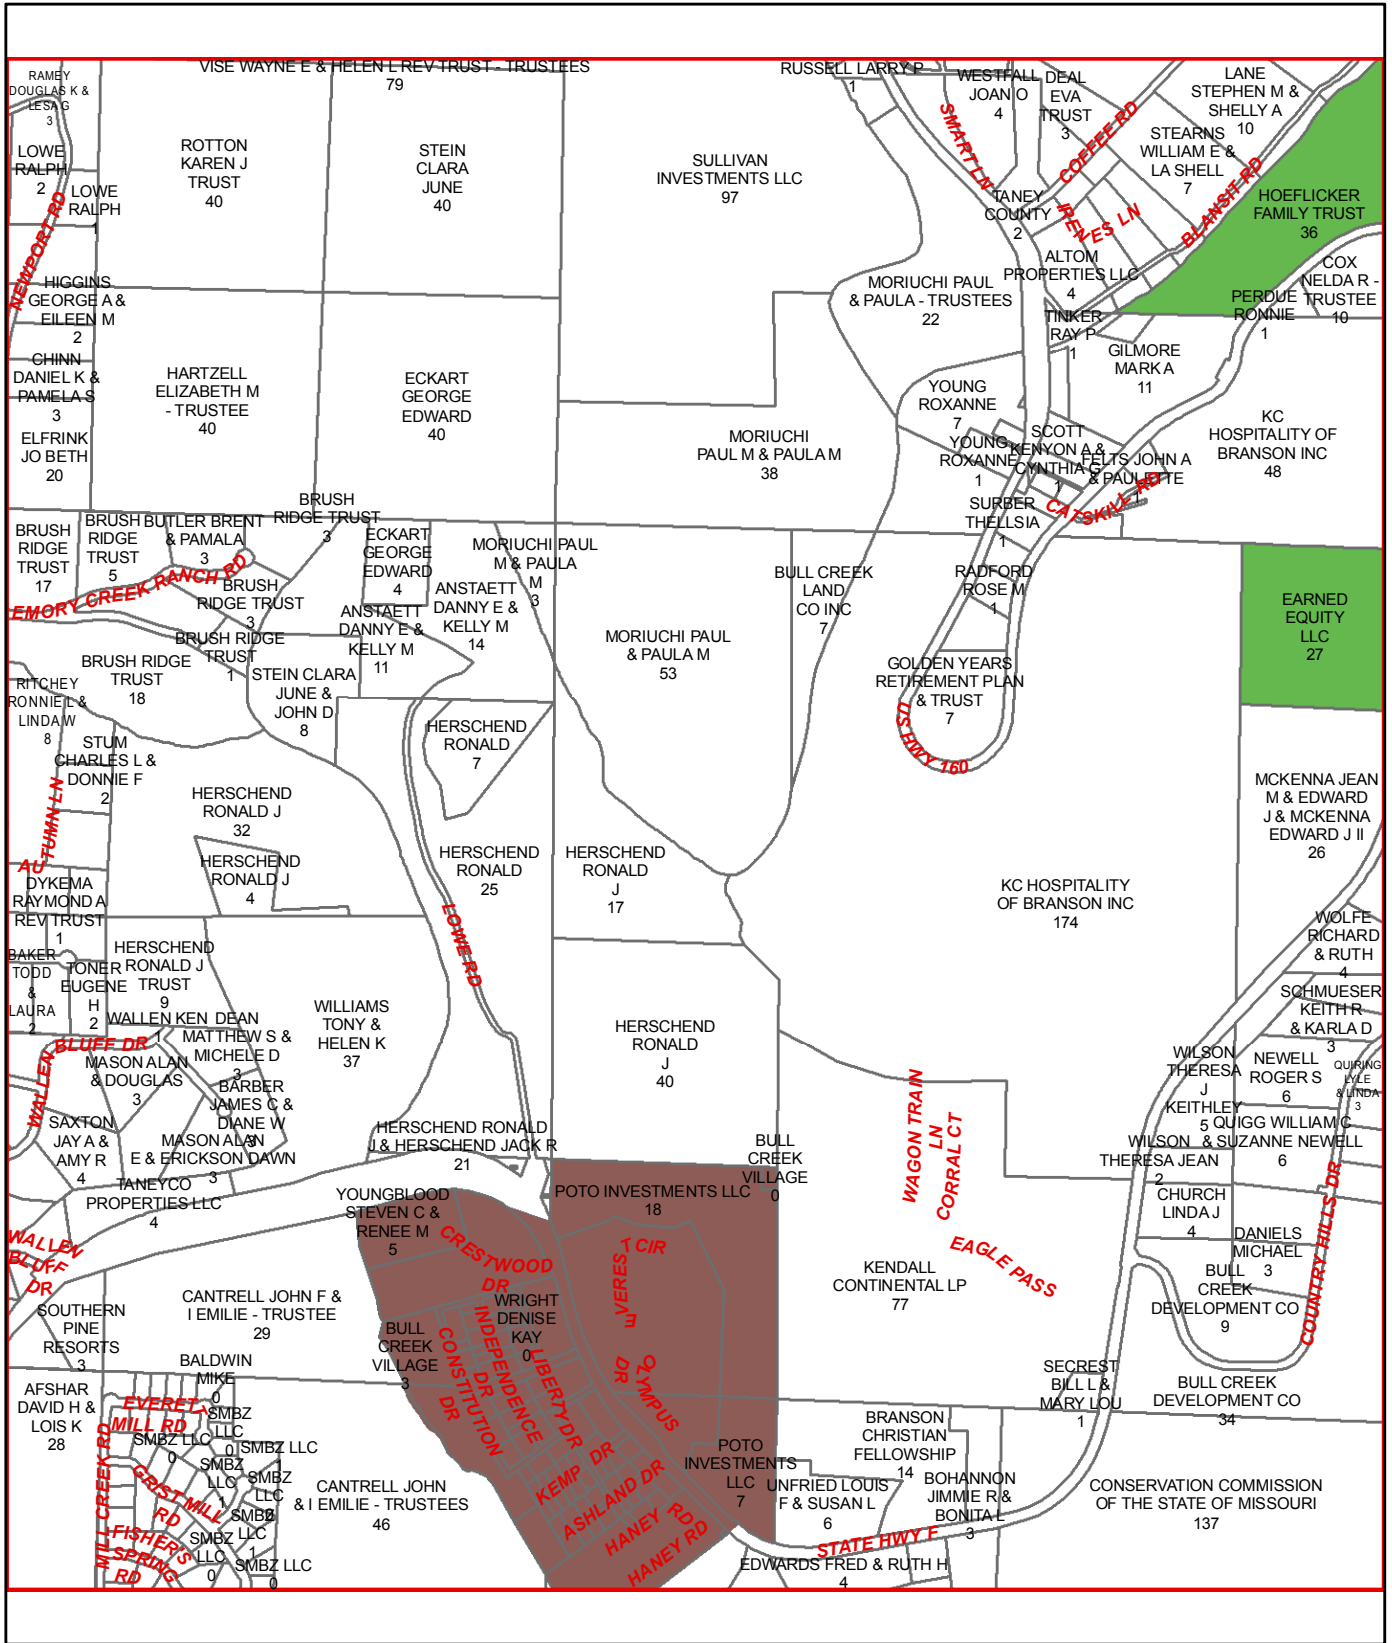 VISE WAYNE E & HELEN L REV TRUST - TRUSTEES
79
RAMEY
DOUGLAS K &
LESA G
3
LOWE
RALPH
2
LOWE
RALPH
1
NEWPORT RD
ROTTON
KAREN J
TRUST
40
STEIN
CLARA
JUNE
40
SULLIVAN
INVESTMENTS LLC
97
RUSSELL LARRY P
1
WESTFALL
JOAN O
4
DEAL
EVA
TRUST
3
LANE
STEPHEN M &
SHELLY A
10
STEARNS
WILLIAM E &
LA SHELL
7
SMART LN
COFFEE RD
IRENES LN
BLANSIT RD
TANEY
COUNTY
2
HOEFLICKER
FAMILY TRUST
36
ALTOM
PROPERTIES LLC
4
COX
NELDA R -
TRUSTEE
10
PERDUE
RONNIE
1
MORIUCHI PAUL
& PAULA - TRUSTEES
22
TINKER
RAY P
1
GILMORE
MARK A
11
HIGGINS
GEORGE A &
EILEEN M
2
CHINN
DANIEL K &
PAMELA S
3
ELFRINK
JO BETH
20
HARTZELL
ELIZABETH M
- TRUSTEE
40
ECKART
GEORGE
EDWARD
40
MORIUCHI
PAUL M & PAULA M
38
YOUNG
ROXANNE
7
YOUNG
ROXANNE
1
SCOTT
KENYON A &
CYNTHIA G
1
FELTS JOHN A
& PAULETTE
1
KC
HOSPITALITY OF
BRANSON INC
48
CATSKILL RD
SURBER
THELLSIA
1
RADFORD
ROSE M
1
BRUSH
RIDGE
TRUST
17
BRUSH
RIDGE
TRUST
5
BUTLER BRENT
& PAMALA
3
BRUSH
RIDGE TRUST
3
ECKART
GEORGE
EDWARD
4
MORIUCHI PAUL
M & PAULA
M
3
EMORY CREEK RANCH RD
BRUSH
RIDGE TRUST
3
ANSTAETT
DANNY E &
KELLY M
11
ANSTAETT
DANNY E &
KELLY M
14
BULL CREEK
LAND
CO INC
7
EARNED
EQUITY
LLC
27
BRUSH RIDGE
TRUST
1
BRUSH RIDGE
TRUST
18
MORIUCHI PAUL
& PAULA M
53
GOLDEN YEARS
RETIREMENT PLAN
& TRUST
7
US HWY 160
RITCHEY
RONNIE L &
LINDA W
8
STEIN CLARA
JUNE &
JOHN D
8
HERSCHEND
RONALD
7
STUM
CHARLES L &
DONNIE F
2
AUTUMN LN
HERSCHEND
RONALD J
32
HERSCHEND
RONALD J
4
HERSCHEND
RONALD
25
HERSCHEND
RONALD
J
17
MCKENNA JEAN
M & EDWARD
J & MCKENNA
EDWARD J II
26
KC HOSPITALITY
OF BRANSON INC
174
DYKEMA
RAYMOND A
REV TRUST
1
LOWE RD
WOLFE
RICHARD
& RUTH
4
BAKER
TODD
&
LAURA
2
TONER
EUGENE
H
2
HERSCHEND
RONALD J
TRUST
9
WALLEN KEN
1
DEAN
MATTHEW S &
MICHELE D
3
WILLIAMS
TONY &
HELEN K
37
HERSCHEND
RONALD
J
40
SCHMUESER
KEITH R
& KARLA D
3
WALLEN BLUFF DR
MASON ALAN
& DOUGLAS
3
BARBER
JAMES C &
DIANE W
3
WILSON
THERESA
J
5
NEWELL
ROGER S
6
QUIRING
LYLE
& LINDA
3
KEITHLEY
SAXTON
JAY A &
AMY R
4
MASON ALAN
E & ERICKSON DAWN
3
HERSCHEND RONALD
J & HERSCHEND JACK R
21
BULL
CREEK
VILLAGE
0
WAGON TRAIN
LN
CORRAL CT
QUIGG WILLIAM C
& SUZANNE NEWELL
6
WILSON
THERESA JEAN
2
TANEYCO
PROPERTIES LLC
4
YOUNGBLOOD
STEVEN C &
RENEE M
5
POTO INVESTMENTS LLC
18
CHURCH
LINDA J
4
WALLEN
BLUFF
DR
CRESTWOOD
DR
EVEREST CIR
EAGLE PASS
DANIELS
MICHAEL
3
COUNTRY HILLS DR
KENDALL
CONTINENTAL LP
77
BULL
CREEK
DEVELOPMENT CO
9
SOUTHERN
PINE
RESORTS
3
CANTRELL JOHN F &
I EMILIE - TRUSTEE
29
BULL
CREEK
VILLAGE
3
WRIGHT
DENISE
KAY
0
INDEPENDENCE
DR
CONSTITUTION
DR
LIBERTY DR
OLYMPUS
DR
BALDWIN
MIKE
0
SECREST
BILL L &
MARY LOU
1
BULL CREEK
DEVELOPMENT CO
34
AFSHAR
DAVID H &
LOIS K
28
EVERETT
MILL RD
SMBZ
LLC
0
SMBZ LLC
0
SMBZ LLC
1
SMBZ
LLC
1
SMBZ
LLC
2
SMBZ
LLC
1
SMBZ
LLC
0
SMBZ LLC
0
MILL CREEK RD
GRIST MILL
RD
FISHER'S
SPRING
RD
CANTRELL JOHN
& I EMILIE - TRUSTEES
46
KEMP DR
ASHLAND DR
HANEY RD
HANEY RD
POTO
INVESTMENTS
LLC
7
BRANSON
CHRISTIAN
FELLOWSHIP
14
UNFRIED LOUIS
F & SUSAN L
6
BOHANNON
JIMMIE R &
BONITA L
3
CONSERVATION COMMISSION
OF THE STATE OF MISSOURI
137
STATE HWY F
EDWARDS FRED & RUTH H
4